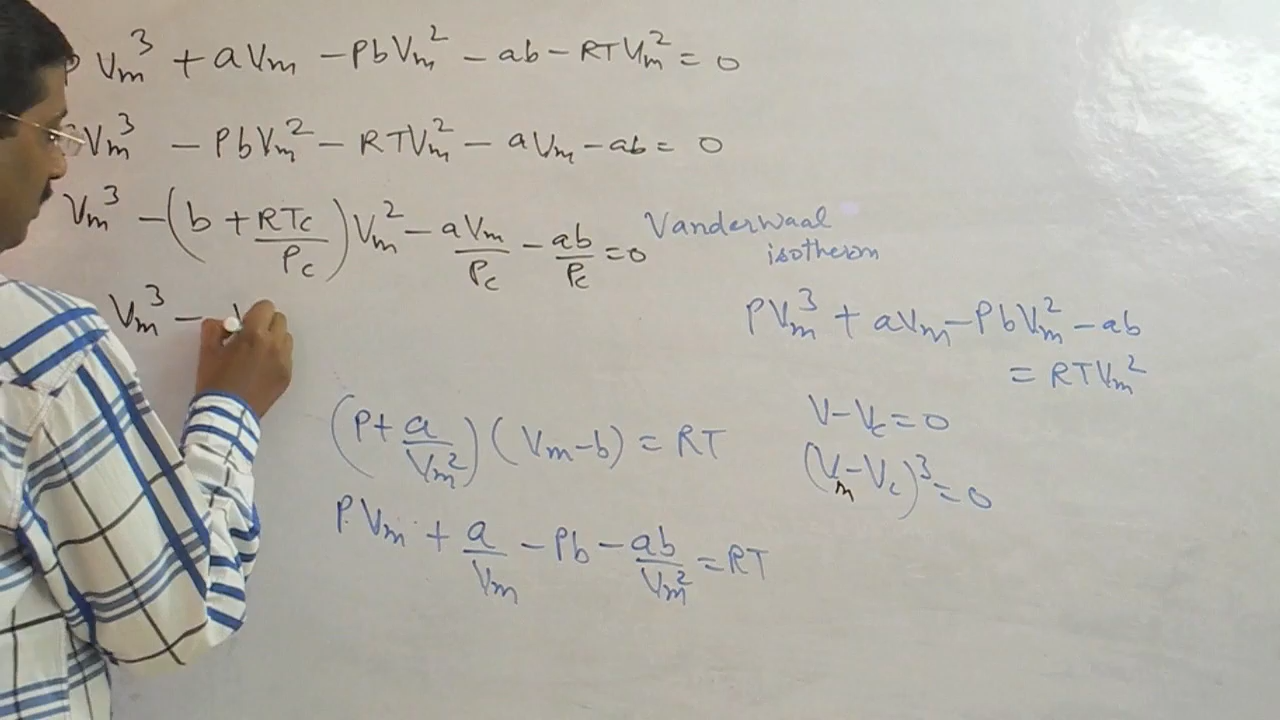 P Vm³ + aVm - PbVm² - ab - RTVm² = 0
Vm³ - PbVm² - RTVm² - aVm - ab = 0
Vm³ - (b + RTc/Pc)Vm² - aVm/Pc - ab/Pc = 0
Vanderwaal
isotherm
Vm³ -
PVm³ + aVm - PbVm² - ab
= RTVm²
(P + a/Vm²)(Vm - b) = RT
V - Vc = 0
(Vm - Vc)³ = 0
P.Vm + a/Vm - Pb - ab/Vm² = RT